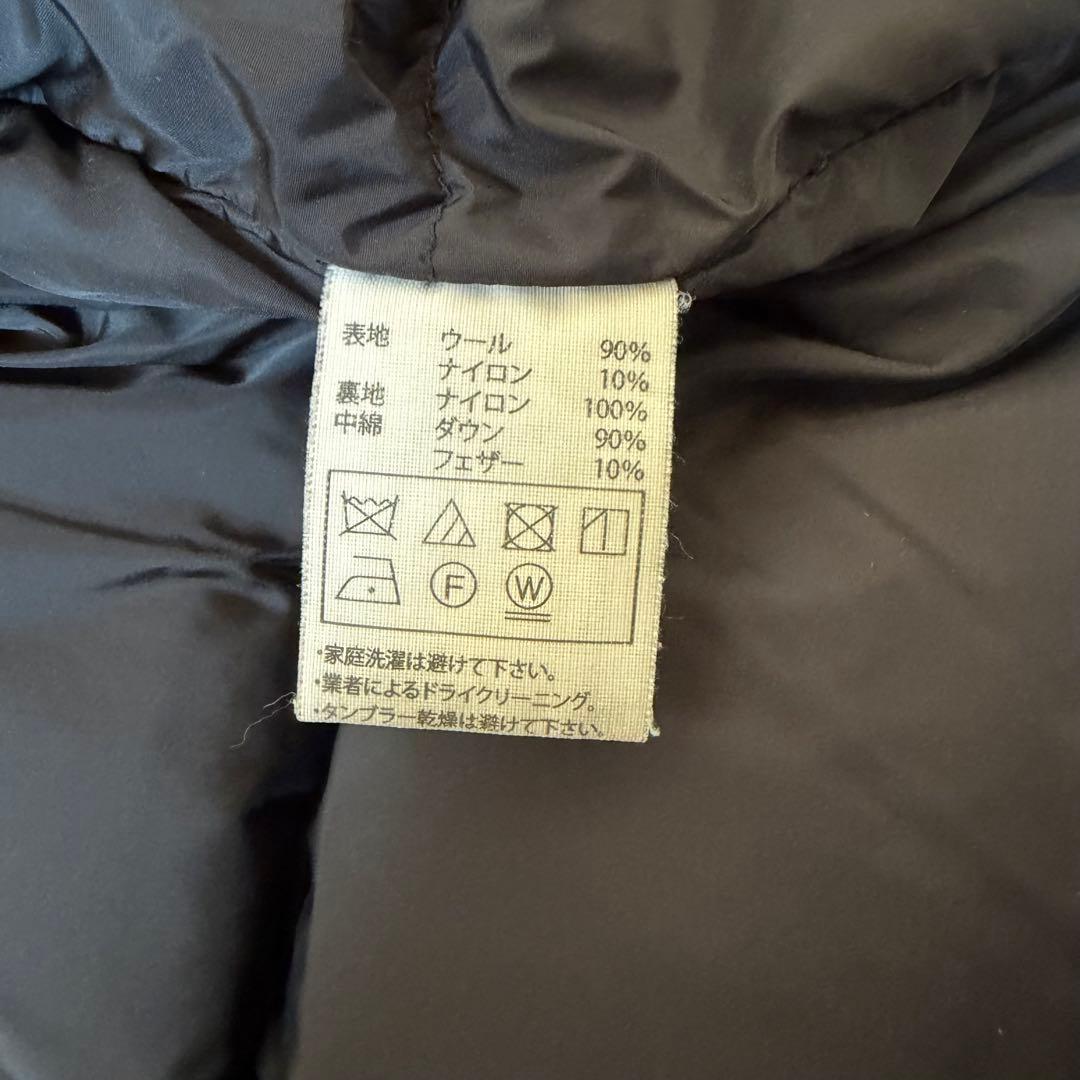 表地 ウール 90%
ナイロン 10%
裏地 ナイロン 100%
中綿 ダウン 90%
フェザー 10%
F W
・家庭洗濯は避けて下さい。
・業者によるドライクリーニング。
・タンブラー乾燥は避けて下さい。